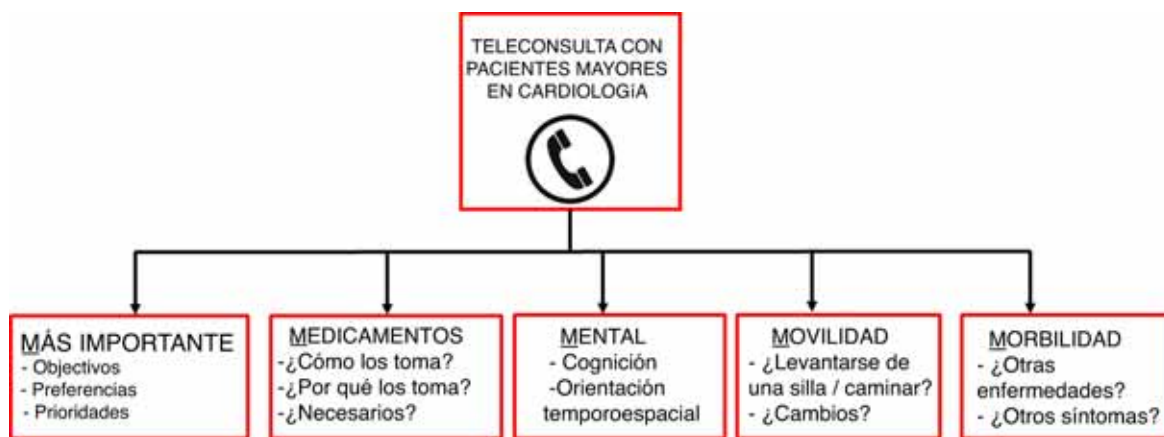 TELECONSULTA CON
PACIENTES MAYORES
EN CARDIOLOGíA
MÁS IMPORTANTE
- Objectivos
- Preferencias
- Prioridades
MEDICAMENTOS
-¿Cómo los toma?
-¿Por qué los toma?
-¿Necesarios?
MENTAL
- Cognición
-Orientación
temporoespacial
MOVILIDAD
- ¿Levantarse de
una silla / caminar?
- ¿Cambios?
MORBILIDAD
- ¿Otras
enfermedades?
- ¿Otros síntomas?